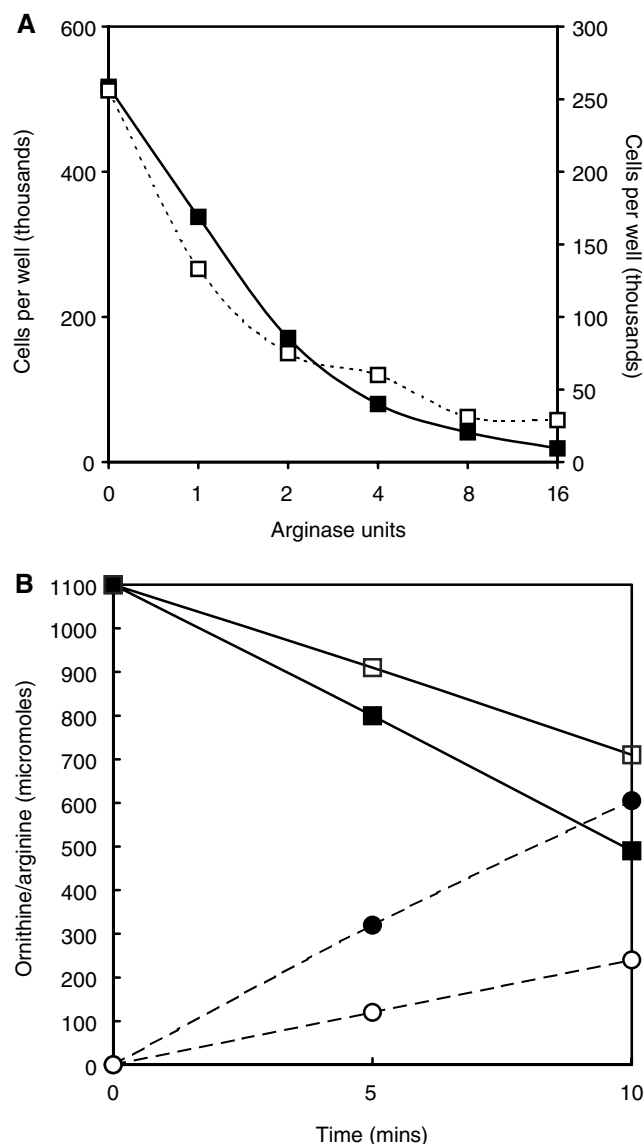 A
600
400
200
0
Cells per well (thousands)
300
250
200
150
100
50
0
Cells per well (thousands)
0 1 2 4 8 16
Arginase units
B
1100
1000
900
800
700
600
500
400
300
200
100
0
Ornithine/arginine (micromoles)
0 5 10
Time (mins)